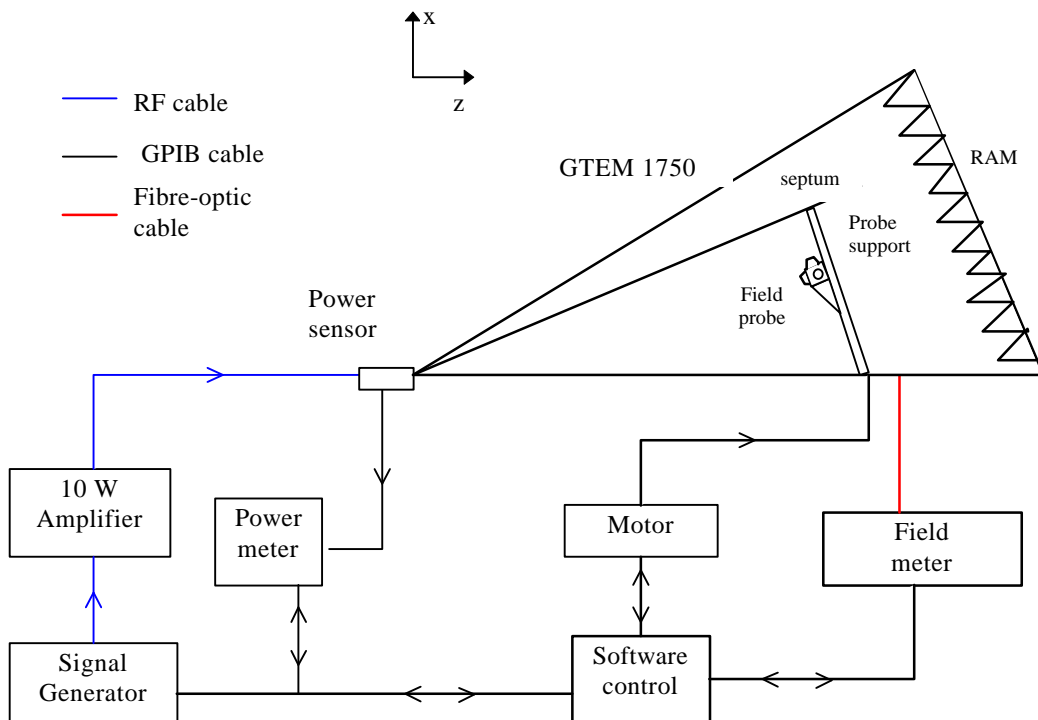 x
z
RF cable
GPIB cable
Fibre-optic
cable
GTEM 1750
septum
RAM
Probe
support
Field
probe
Power
sensor
10 W
Amplifier
Power
meter
Motor
Field
meter
Signal
Generator
Software
control